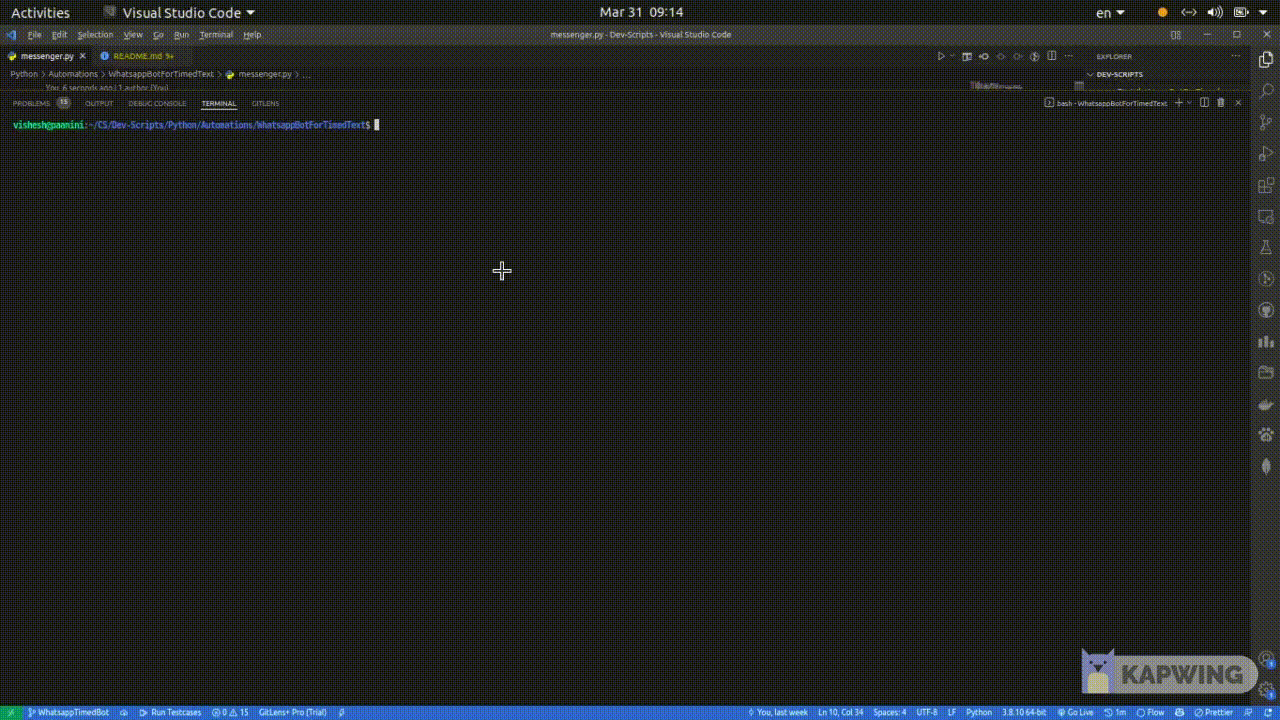 Activities Visual Studio Code Mar 31 09:14 en
File Edit Selection View Go Run Terminal Help messenger.py - Dev-Scripts - Visual Studio Code
messenger.py README.md 9+ EXPLORER
Python > Automations > WhatsappBotForTimedText > messenger.py > ... DEV-SCRIPTS
You, 6 seconds ago | 1 author (You)
PROBLEMS 15 OUTPUT DEBUG CONSOLE TERMINAL GITLENS bash - WhatsappBotForTimedText
vishesh@paanini:~/CS/Dev-Scripts/Python/Automations/WhatsappBotForTimedText$
KAPWING
WhatsappTimedBot Run Testcases 0 15 GitLens+ Pro (Trial) You, last week Ln 10, Col 34 Spaces: 4 UTF-8 LF Python 3.8.10 64-bit Go Live 1m Flow Prettier